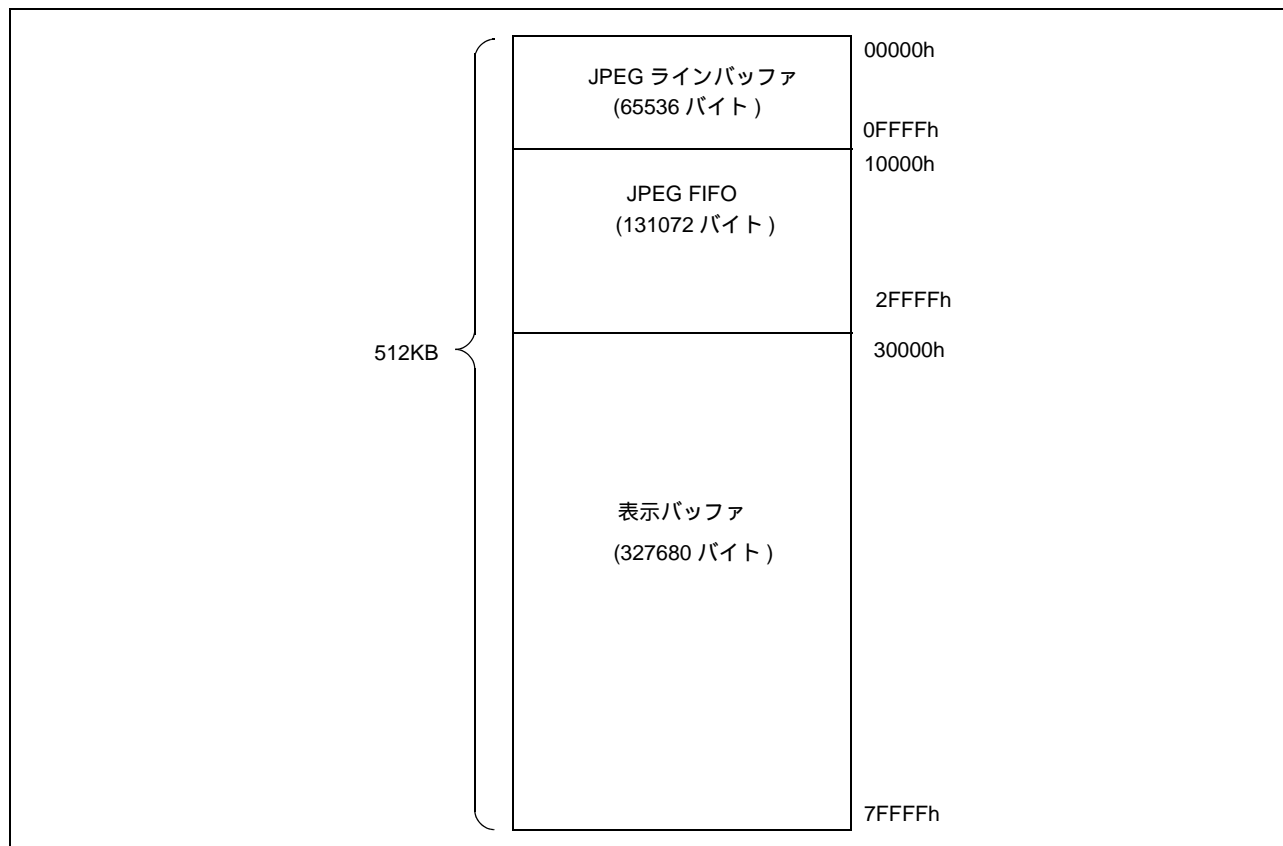 00000h
JPEG ラインバッファ
(65536 バイト )
0FFFFh
10000h
JPEG FIFO
(131072 バイト )
2FFFFh
512KB
30000h
表示バッファ
(327680 バイト )
7FFFFh